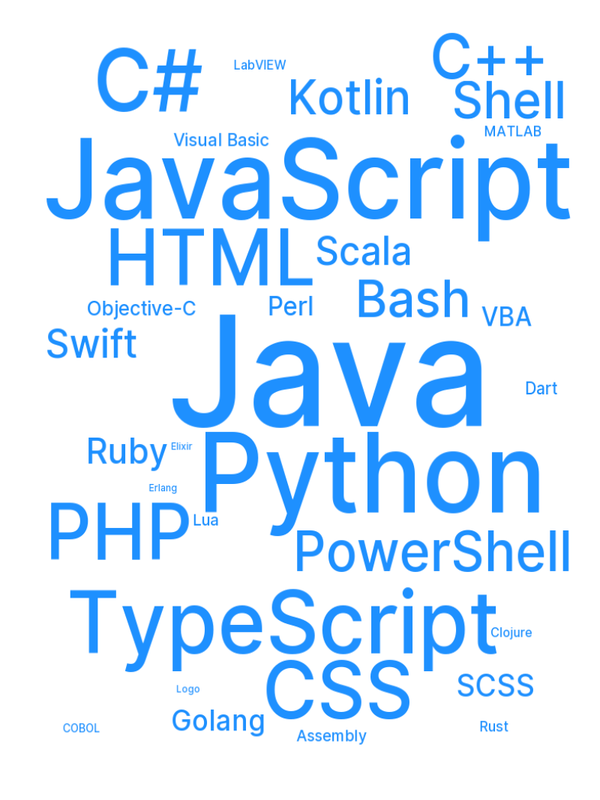 C++
C#
LabVIEW
Kotlin
Shell
MATLAB
Visual Basic
JavaScript
HTML
Scala
Bash
Objective-C
Perl
VBA
Swift
Java
Dart
Ruby
Elixir
Python
Erlang
Lua
PHP
PowerShell
TypeScript
Clojure
CSS
SCSS
Logo
Golang
Rust
COBOL
Assembly